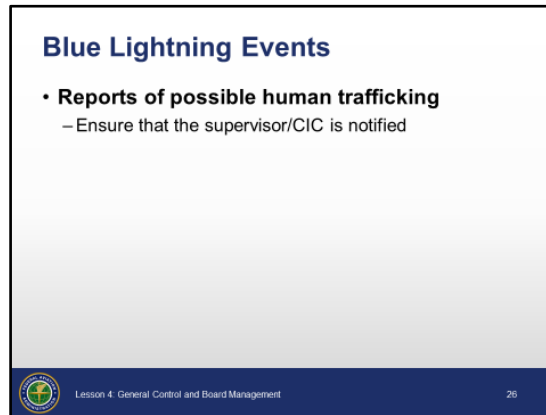 Blue Lightning Events
• Reports of possible human trafficking
– Ensure that the supervisor/CIC is notified
Lesson 4: General Control and Board Management
26